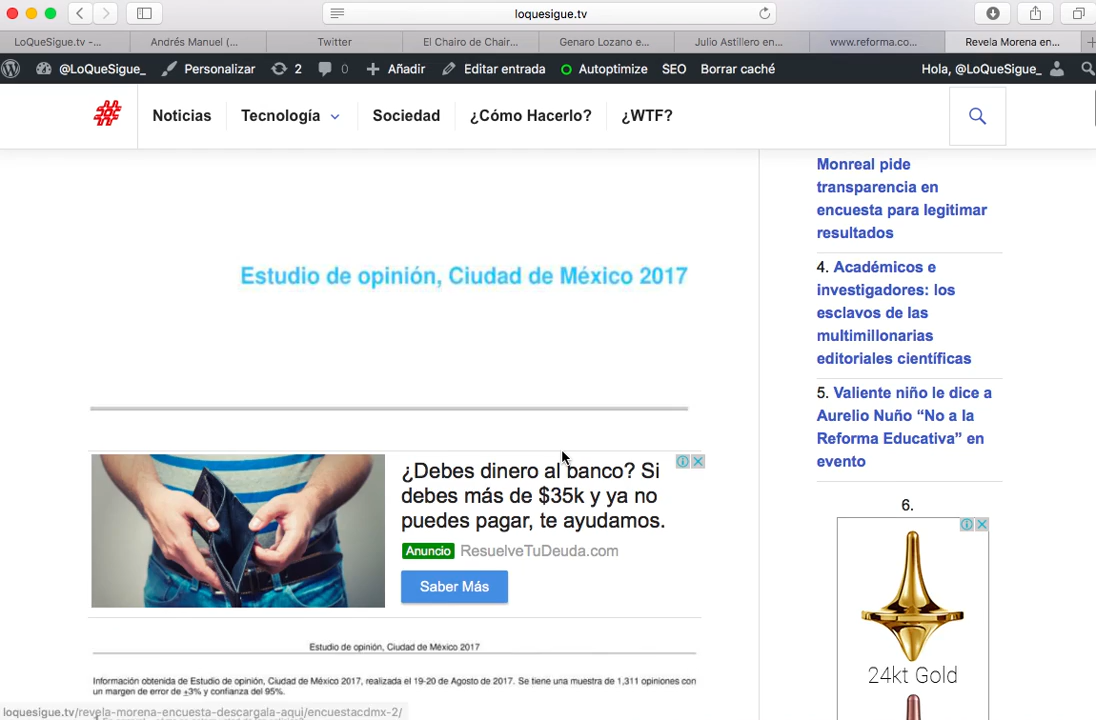 loquesigue.tv
LoQueSigue.tv -... Andrés Manuel (... Twitter El Chairo de Chair... Genaro Lozano e... Julio Astillero en... www.reforma.co... Revela Morena en...
@LoQueSigue_ Personalizar 2 0 Añadir Editar entrada Autoptimize SEO Borrar caché Hola, @LoQueSigue_
# Noticias Tecnología Sociedad ¿Cómo Hacerlo? ¿WTF?
Estudio de opinión, Ciudad de México 2017
¿Debes dinero al banco? Si
debes más de $35k y ya no
puedes pagar, te ayudamos.
Anuncio ResuelveTuDeuda.com
Saber Más
Estudio de opinión, Ciudad de México 2017
Información obtenida de Estudio de opinión, Ciudad de México 2017, realizada el 19-20 de Agosto de 2017. Se tiene una muestra de 1,311 opiniones con
un margen de error de ±3% y confianza del 95%.
loquesigue.tv/revela-morena-encuesta-descargala-aqui/encuestacdmx-2/
Monreal pide
transparencia en
encuesta para legitimar
resultados
4. Académicos e
investigadores: los
esclavos de las
multimillonarias
editoriales científicas
5. Valiente niño le dice a
Aurelio Nuño “No a la
Reforma Educativa” en
evento
6.
24kt Gold